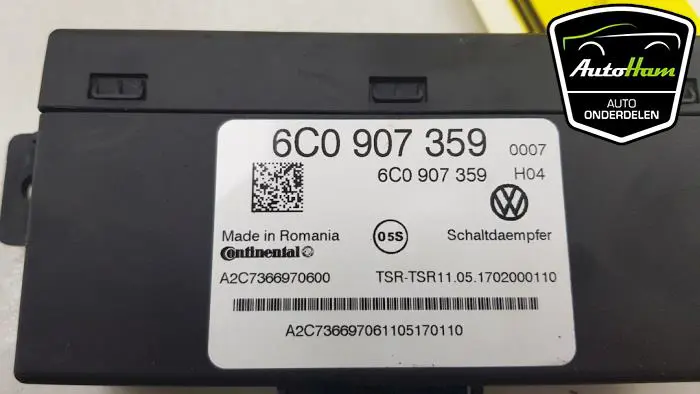 AutoHam
AUTO
ONDERDELEN
6C0 907 359 0007
6C0 907 359 H04
Made in Romania 05S Schaltdaempfer
Continental
A2C7366970600 TSR-TSR11.05.1702000110
A2C736697061105170110